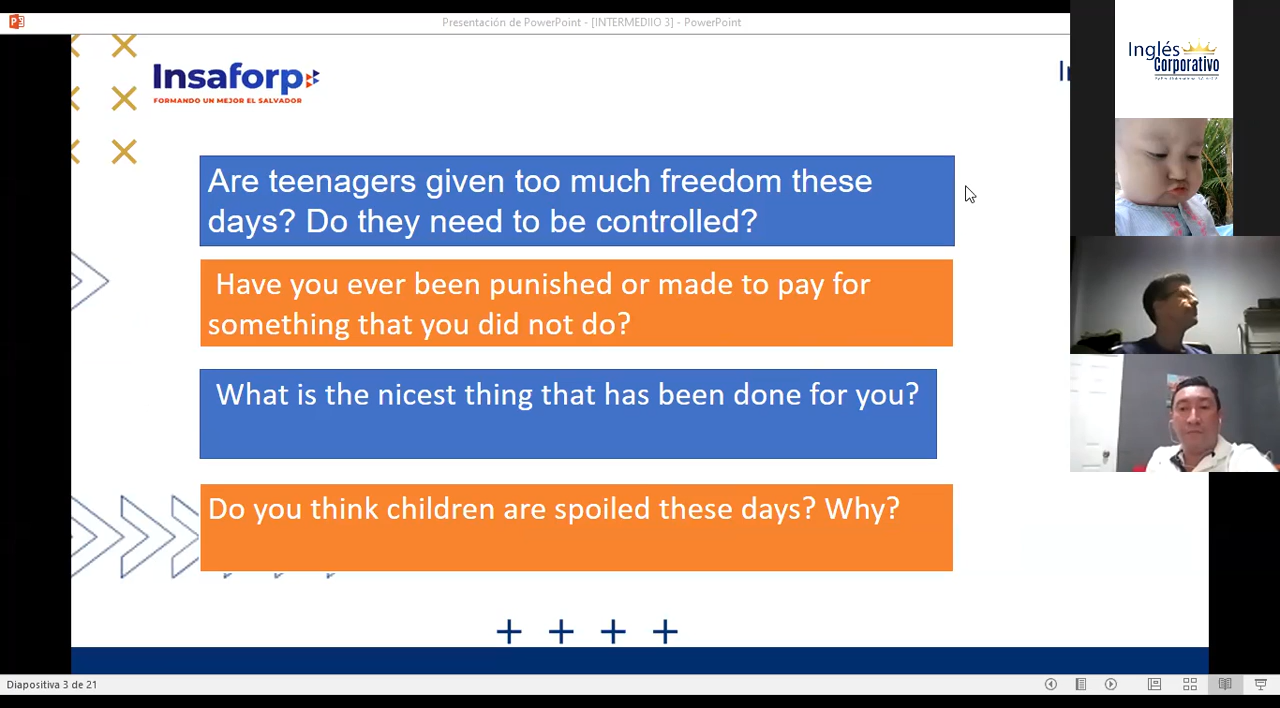 Presentación de PowerPoint - [INTERMEDIIO 3] - PowerPoint
Insaforp
FORMANDO UN MEJOR EL SALVADOR
Inglés
Corporativo
Are teenagers given too much freedom these
days? Do they need to be controlled?
Have you ever been punished or made to pay for
something that you did not do?
What is the nicest thing that has been done for you?
Do you think children are spoiled these days? Why?
Diapositiva 3 de 21